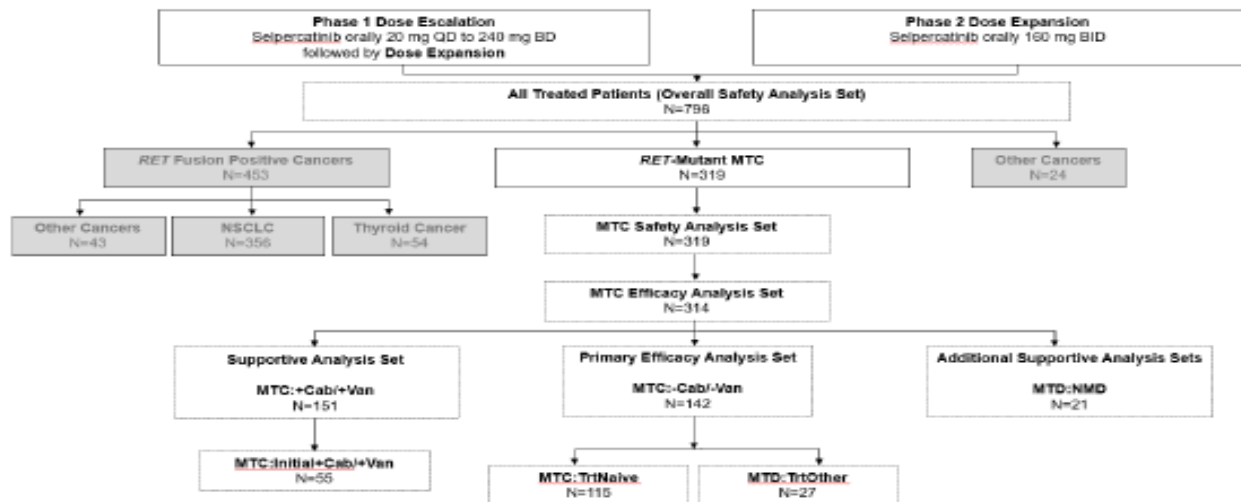 Phase 1 Dose Escalation
Selpercatinib orally 20 mg QD to 240 mg BD
followed by Dose Expansion
Phase 2 Dose Expansion
Selpercatinib orally 160 mg BID
All Treated Patients (Overall Safety Analysis Set)
N=796
RET Fusion Positive Cancers
N=453
RET-Mutant MTC
N=319
Other Cancers
N=24
Other Cancers
N=43
NSCLC
N=356
Thyroid Cancer
N=54
MTC Safety Analysis Set
N=319
MTC Efficacy Analysis Set
N=314
Supportive Analysis Set
MTC:+Cab/+Van
N=151
Primary Efficacy Analysis Set
MTC:-Cab/-Van
N=142
Additional Supportive Analysis Sets
MTD:NMD
N=21
MTC:Initial+Cab/+Van
N=55
MTC:TrtNaive
N=115
MTD:TrtOther
N=27